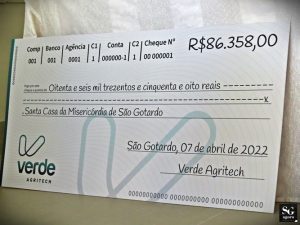 Comp Banco Agência C1 Conta C2 Cheque Nº R$86.358,00
001 001 0001 1 000000-1 1 00 000001
Oitenta e seis mil trezentos e cinquenta e oito reais
Santa Casa da Misericórdia de São Gotardo
São Gotardo, 07 de abril de 2022
Verde Agritech
verde
AGRITECH
SG
agora